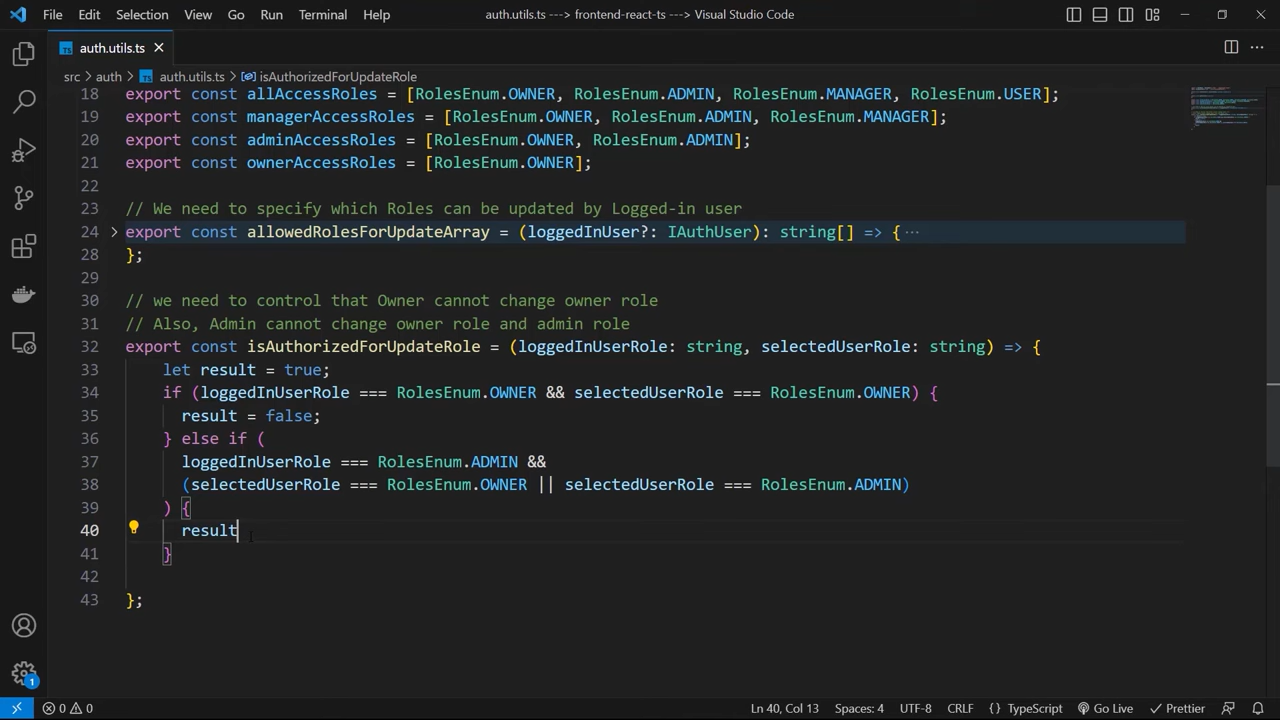 File Edit Selection View Go Run Terminal Help auth.utils.ts ---> frontend-react-ts ---> Visual Studio Code
TS auth.utils.ts
src > auth > TS auth.utils.ts > isAuthorizedForUpdateRole
18 export const allAccessRoles = [RolesEnum.OWNER, RolesEnum.ADMIN, RolesEnum.MANAGER, RolesEnum.USER];
19 export const managerAccessRoles = [RolesEnum.OWNER, RolesEnum.ADMIN, RolesEnum.MANAGER];
20 export const adminAccessRoles = [RolesEnum.OWNER, RolesEnum.ADMIN];
21 export const ownerAccessRoles = [RolesEnum.OWNER];
22
23 // We need to specify which Roles can be updated by Logged-in user
24 export const allowedRolesForUpdateArray = (loggedInUser?: IAuthUser): string[] => { ···
28 };
29
30 // we need to control that Owner cannot change owner role
31 // Also, Admin cannot change owner role and admin role
32 export const isAuthorizedForUpdateRole = (loggedInUserRole: string, selectedUserRole: string) => {
33 let result = true;
34 if (loggedInUserRole === RolesEnum.OWNER && selectedUserRole === RolesEnum.OWNER) {
35 result = false;
36 } else if (
37 loggedInUserRole === RolesEnum.ADMIN &&
38 (selectedUserRole === RolesEnum.OWNER || selectedUserRole === RolesEnum.ADMIN)
39 ) {
40 result
41 }
42
43 };
1
0 0 Ln 40, Col 13 Spaces: 4 UTF-8 CRLF {} TypeScript Go Live Prettier